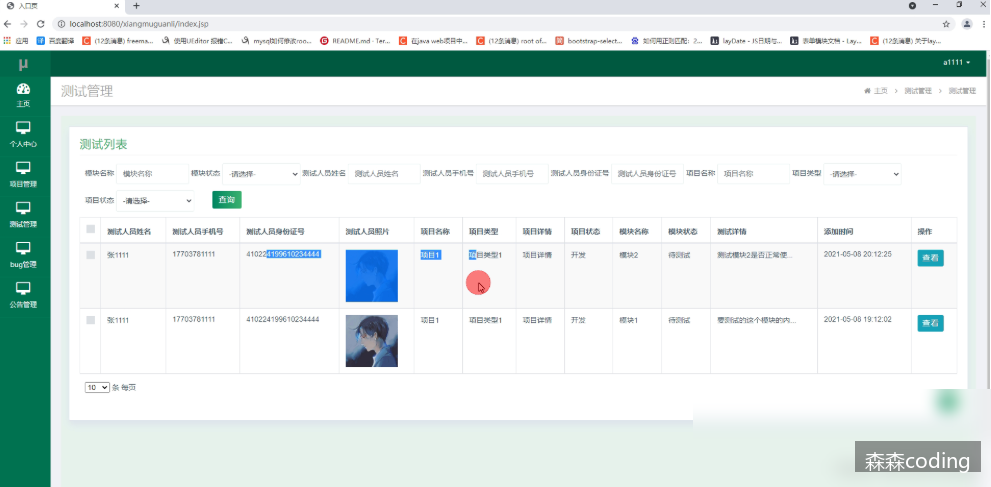 入口页
localhost:8080/xiangmuguanli/index.jsp
应用 百度翻译 (12条消息) freema... 使用UEditor 报错C... mysql如何修改roo... README.md · Ter... 在java web项目中... (12条消息) root of... bootstrap-select... 如何用正则匹配：2... layDate - JS日期与... 表单模块文档 - Lay... (12条消息) 关于lay...
μ a1111
主页
个人中心
项目管理
测试管理
bug管理
公告管理
测试管理 主页 > 测试管理 > 测试管理
测试列表
模块名称 模块名称 模块状态 -请选择- 测试人员姓名 测试人员姓名 测试人员手机号 测试人员手机号 测试人员身份证号 测试人员身份证号 项目名称 项目名称 项目类型 -请选择-
项目状态 -请选择- 查询
测试人员姓名 测试人员手机号 测试人员身份证号 测试人员照片 项目名称 项目类型 项目详情 项目状态 模块名称 模块状态 测试详情 添加时间 操作
张1111 17703781111 410224199610234444 项目1 项目类型1 项目详情 开发 模块2 待测试 测试模块2是否正常使... 2021-05-08 20:12:25 查看
张1111 17703781111 410224199610234444 项目1 项目类型1 项目详情 开发 模块1 待测试 要测试的这个模块的内... 2021-05-08 19:12:02 查看
10 条 每页
森森coding